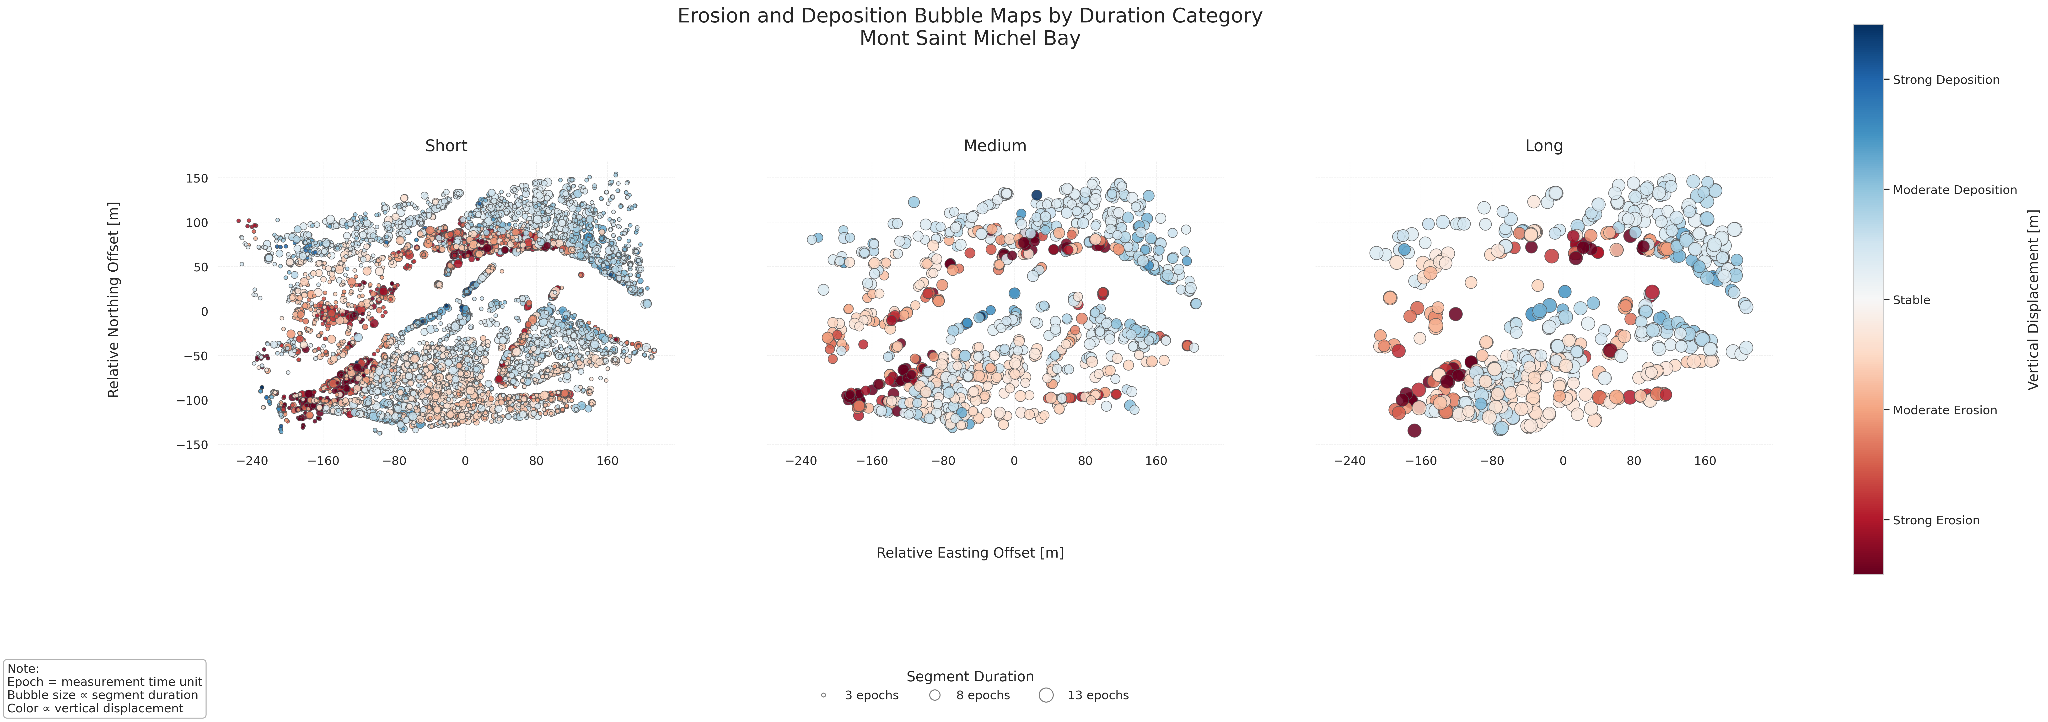 Erosion and Deposition Bubble Maps by Duration Category
Mont Saint Michel Bay
Short
Medium
Long
Relative Northing Offset [m]
150
100
50
0
−50
−100
−150
−240 −160 −80 0 80 160
−240 −160 −80 0 80 160
−240 −160 −80 0 80 160
Relative Easting Offset [m]
Strong Deposition
Moderate Deposition
Stable
Moderate Erosion
Strong Erosion
Vertical Displacement [m]
Note:
Epoch = measurement time unit
Bubble size ∝ segment duration
Color ∝ vertical displacement
Segment Duration
3 epochs 8 epochs 13 epochs